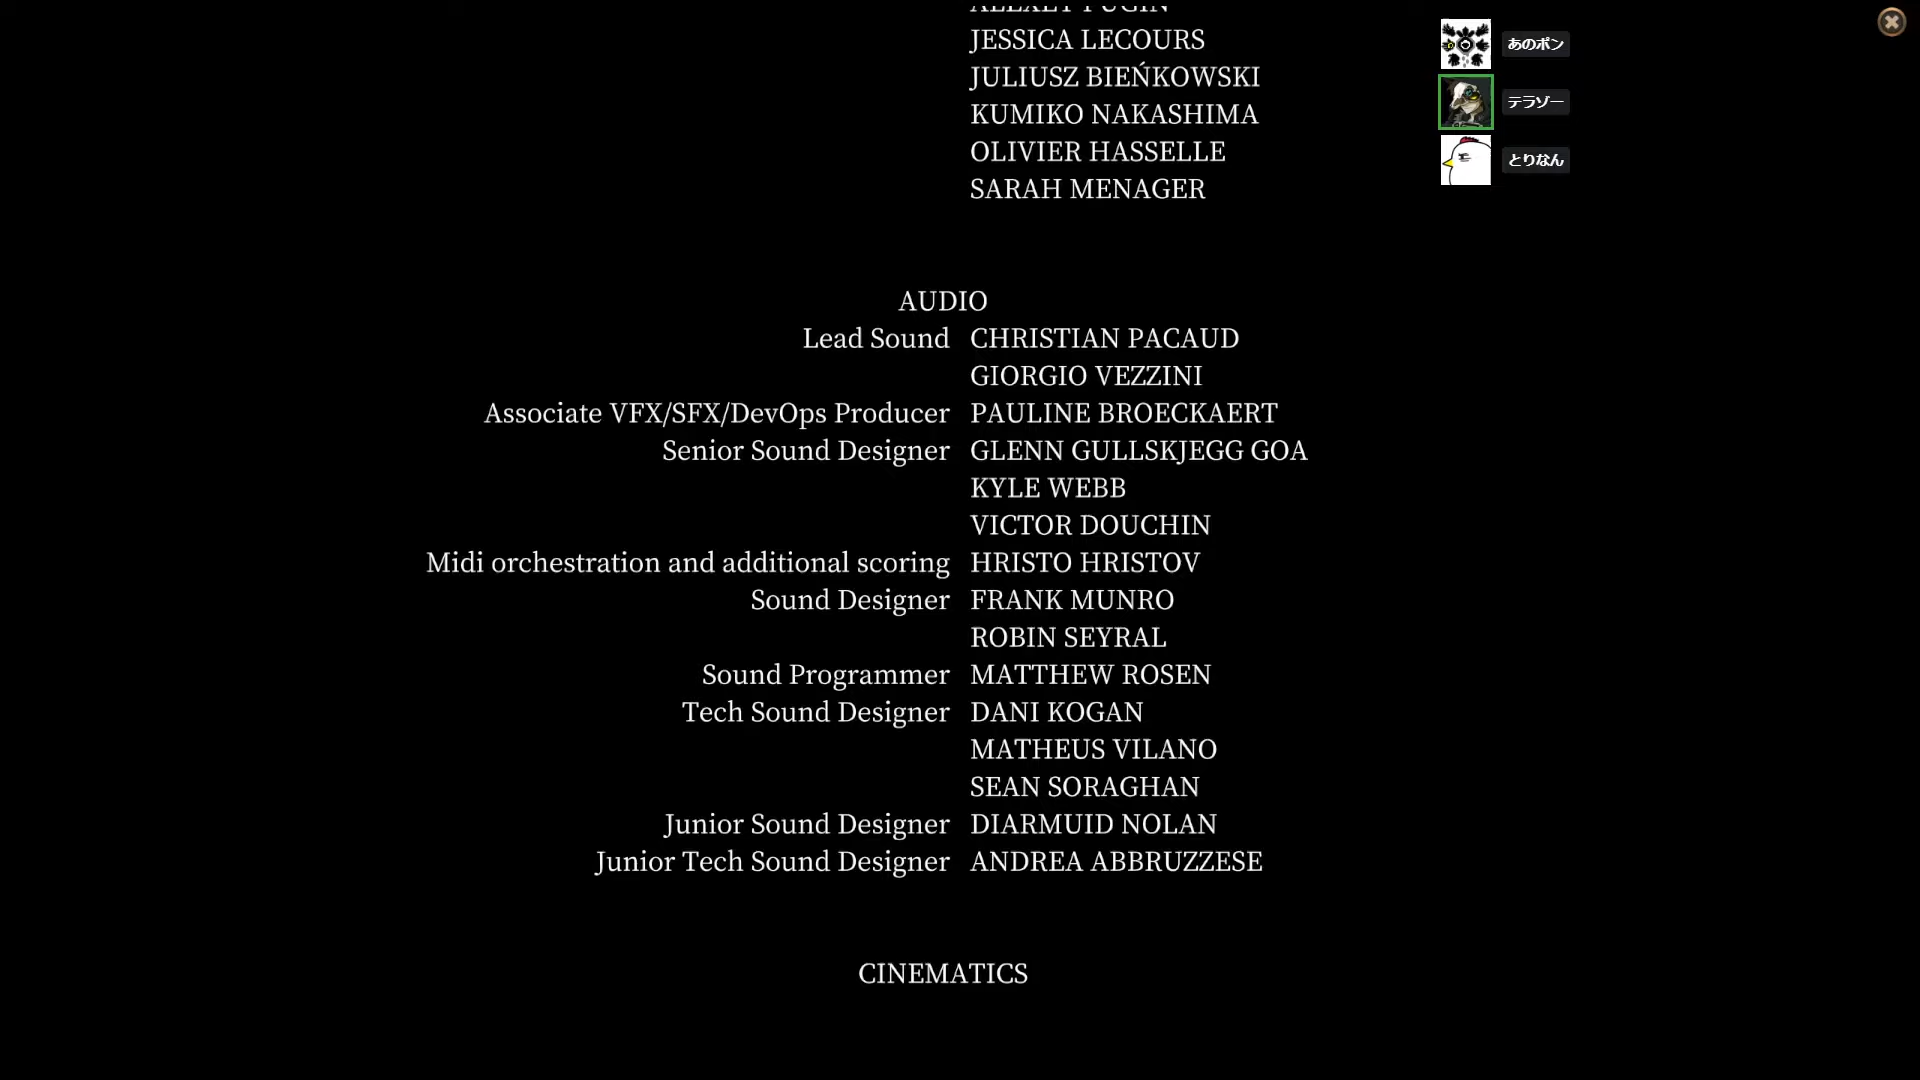 JESSICA LECOURS
JULIUSZ BIEŃKOWSKI
KUMIKO NAKASHIMA
OLIVIER HASSELLE
SARAH MENAGER
あのポン
テラゾー
とりなん
AUDIO
Lead Sound CHRISTIAN PACAUD
GIORGIO VEZZINI
Associate VFX/SFX/DevOps Producer PAULINE BROECKAERT
Senior Sound Designer GLENN GULLSKJEGG GOA
KYLE WEBB
VICTOR DOUCHIN
Midi orchestration and additional scoring HRISTO HRISTOV
Sound Designer FRANK MUNRO
ROBIN SEYRAL
Sound Programmer MATTHEW ROSEN
Tech Sound Designer DANI KOGAN
MATHEUS VILANO
SEAN SORAGHAN
Junior Sound Designer DIARMUID NOLAN
Junior Tech Sound Designer ANDREA ABBRUZZESE
CINEMATICS